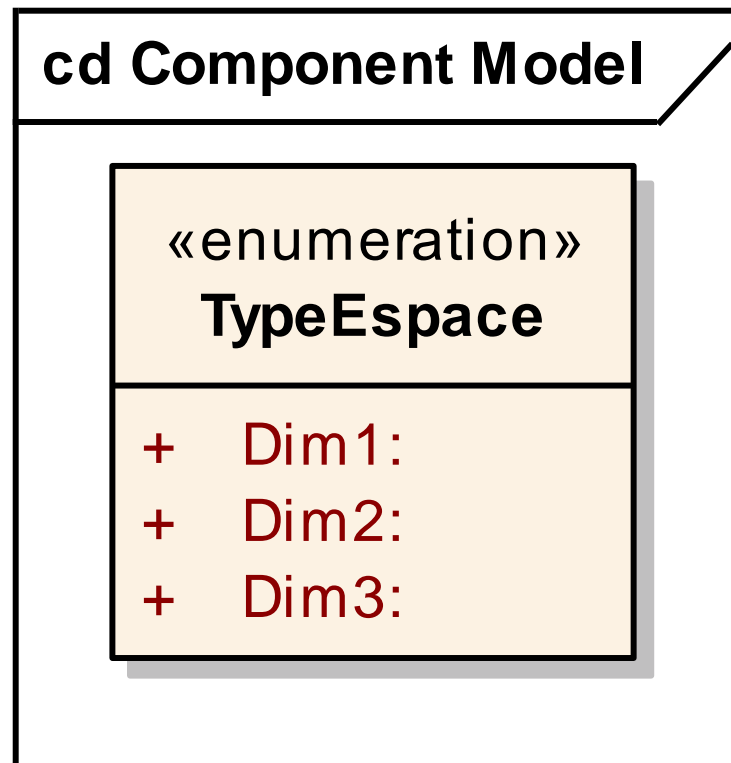 cd Component Model
«enumeration»
TypeEspace
+ Dim1:
+ Dim2:
+ Dim3: